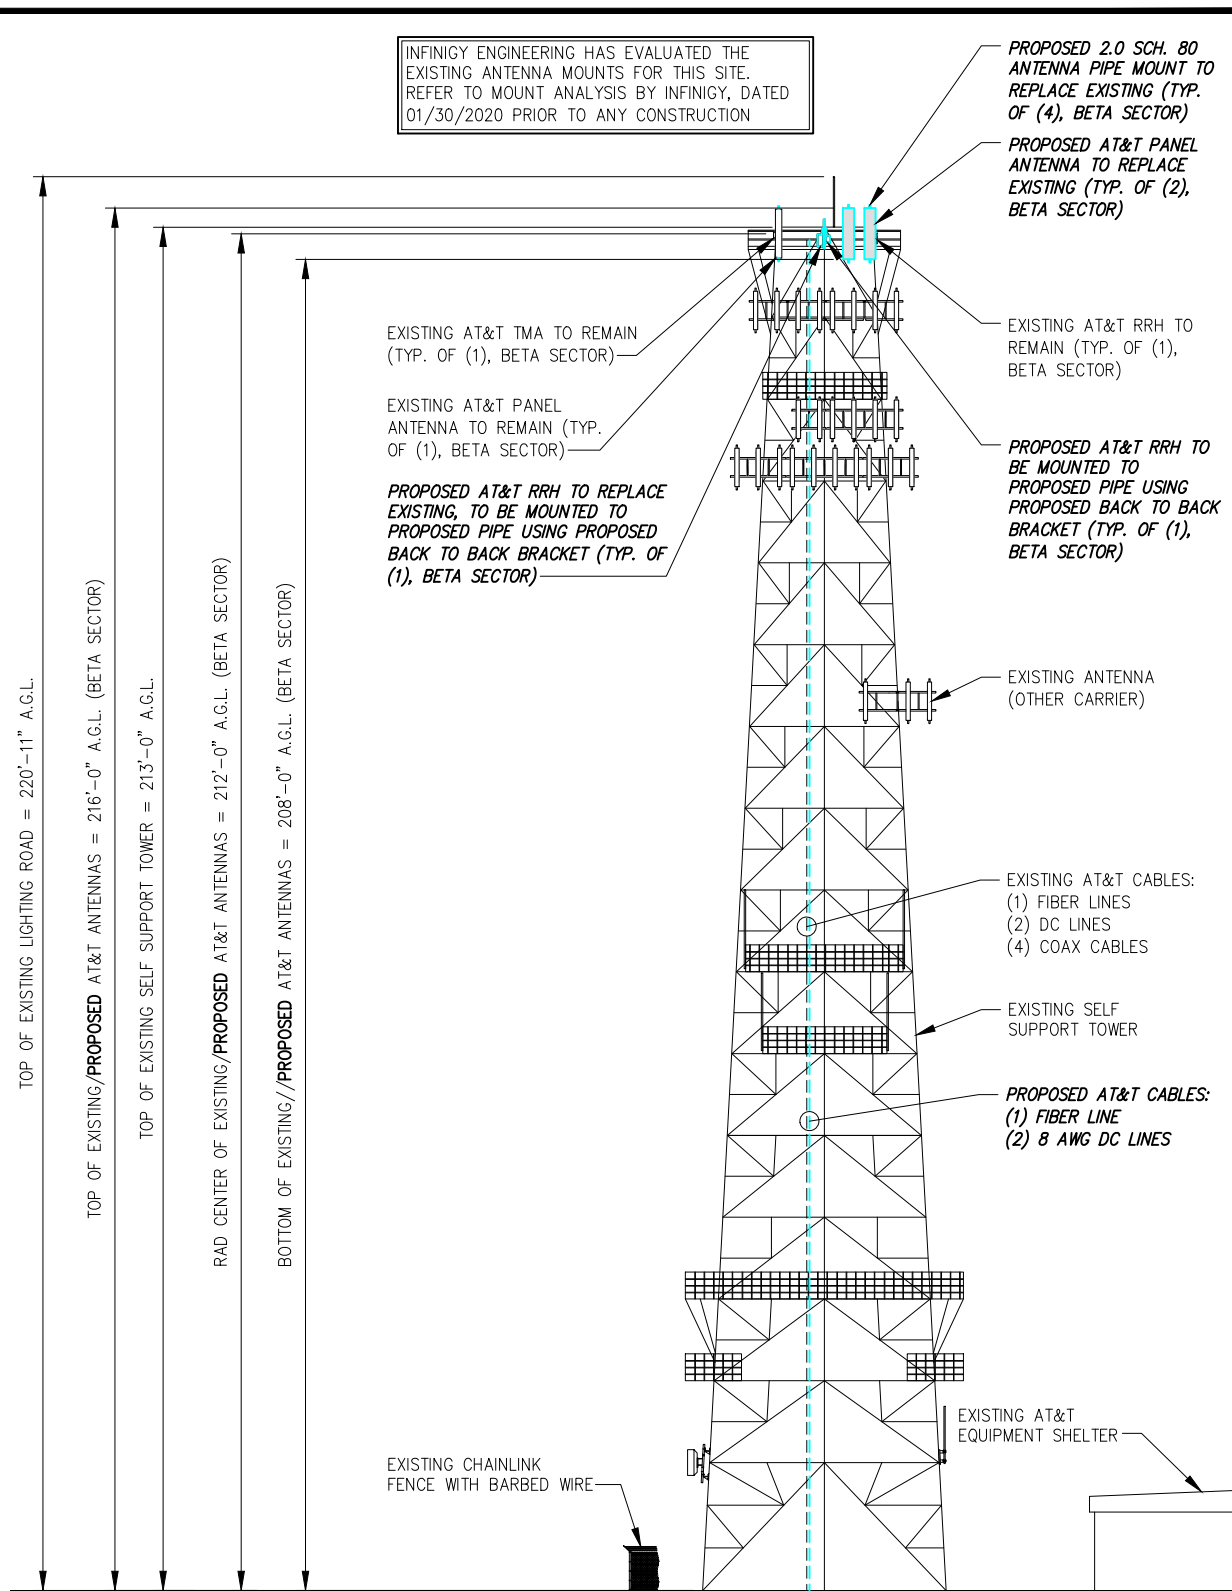 INFINIGY ENGINEERING HAS EVALUATED THE
EXISTING ANTENNA MOUNTS FOR THIS SITE.
REFER TO MOUNT ANALYSIS BY INFINIGY, DATED
01/30/2020 PRIOR TO ANY CONSTRUCTION
PROPOSED 2.0 SCH. 80
ANTENNA PIPE MOUNT TO
REPLACE EXISTING (TYP.
OF (4), BETA SECTOR)
PROPOSED AT&T PANEL
ANTENNA TO REPLACE
EXISTING (TYP. OF (2),
BETA SECTOR)
EXISTING AT&T TMA TO REMAIN
(TYP. OF (1), BETA SECTOR)
EXISTING AT&T PANEL
ANTENNA TO REMAIN (TYP.
OF (1), BETA SECTOR)
PROPOSED AT&T RRH TO REPLACE
EXISTING, TO BE MOUNTED TO
PROPOSED PIPE USING PROPOSED
BACK TO BACK BRACKET (TYP. OF
(1), BETA SECTOR)
EXISTING AT&T RRH TO
REMAIN (TYP. OF (1),
BETA SECTOR)
PROPOSED AT&T RRH TO
BE MOUNTED TO
PROPOSED PIPE USING
PROPOSED BACK TO BACK
BRACKET (TYP. OF (1),
BETA SECTOR)
TOP OF EXISTING LIGHTING ROAD = 220'-11" A.G.L.
TOP OF EXISTING/PROPOSED AT&T ANTENNAS = 216'-0" A.G.L. (BETA SECTOR)
TOP OF EXISTING SELF SUPPORT TOWER = 213'-0" A.G.L.
RAD CENTER OF EXISTING/PROPOSED AT&T ANTENNAS = 212'-0" A.G.L. (BETA SECTOR)
BOTTOM OF EXISTING//PROPOSED AT&T ANTENNAS = 208'-0" A.G.L. (BETA SECTOR)
EXISTING ANTENNA
(OTHER CARRIER)
EXISTING AT&T CABLES:
(1) FIBER LINES
(2) DC LINES
(4) COAX CABLES
EXISTING SELF
SUPPORT TOWER
PROPOSED AT&T CABLES:
(1) FIBER LINE
(2) 8 AWG DC LINES
EXISTING AT&T
EQUIPMENT SHELTER
EXISTING CHAINLINK
FENCE WITH BARBED WIRE